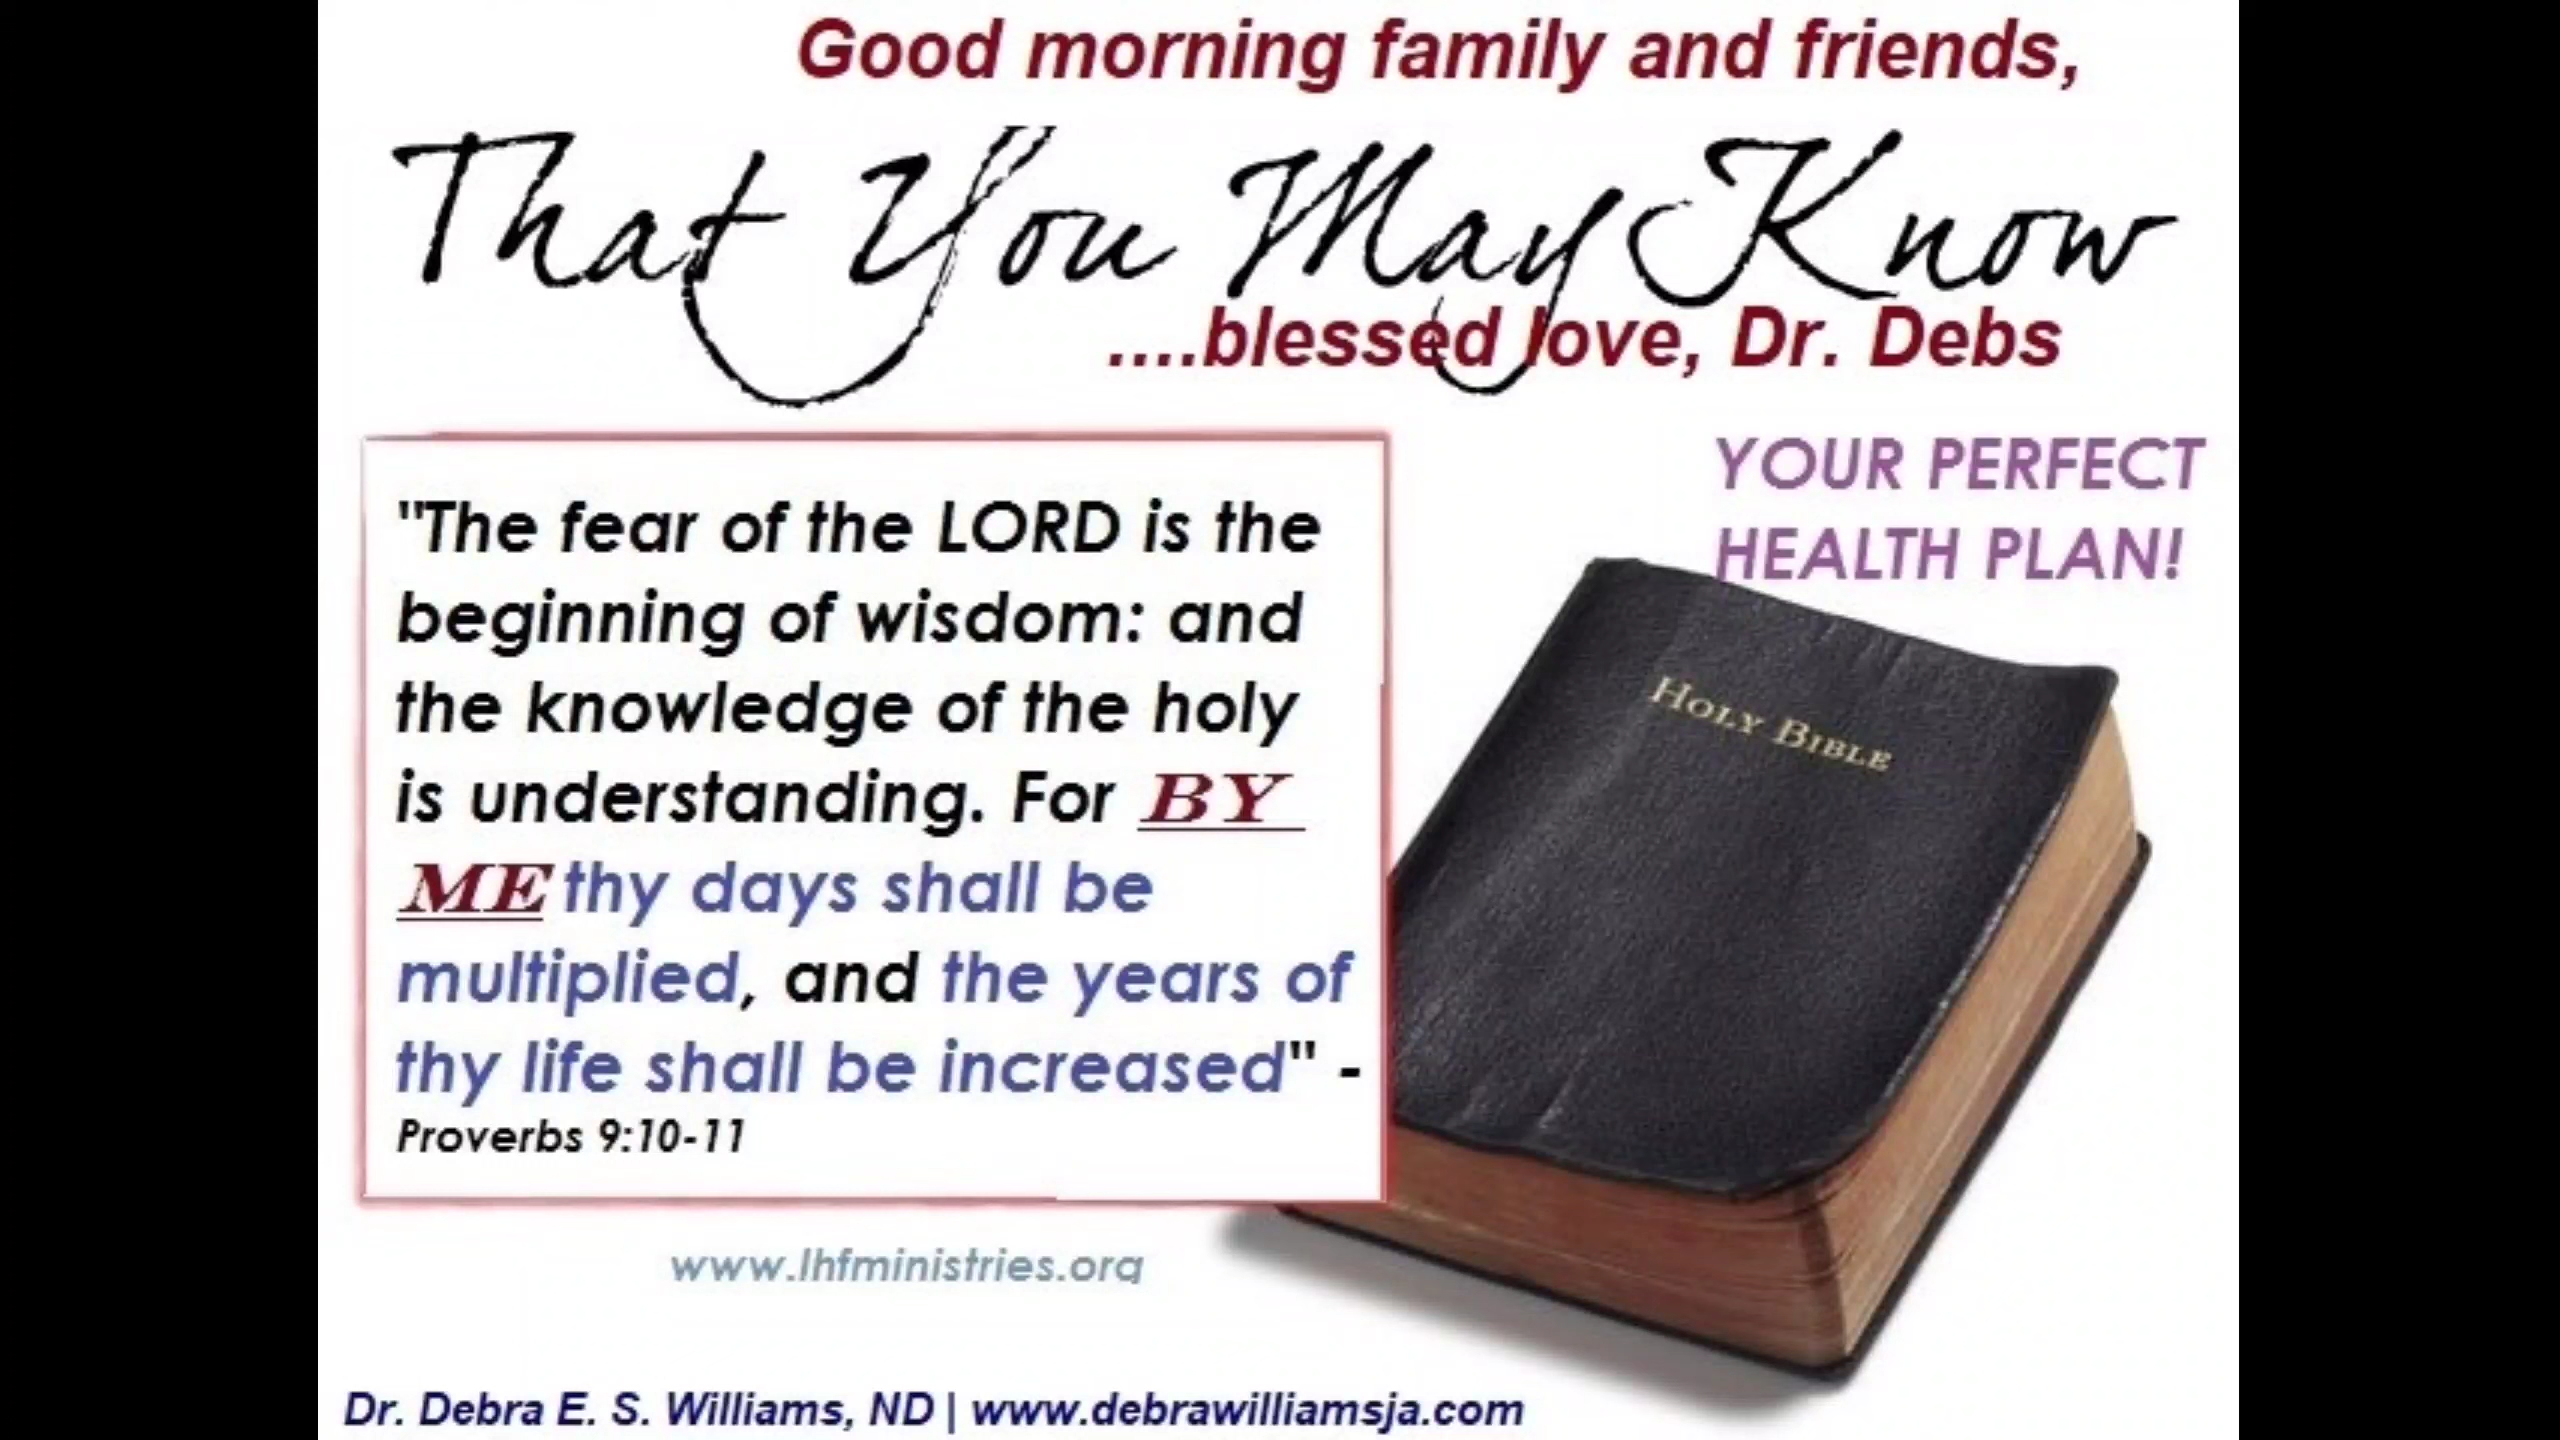 Good morning family and friends,
That You May Know
....blessed love, Dr. Debs
YOUR PERFECT
HEALTH PLAN!
"The fear of the LORD is the
beginning of wisdom: and
the knowledge of the holy
is understanding. For BY
ME thy days shall be
multiplied, and the years of
thy life shall be increased" -
Proverbs 9:10-11
HOLY BIBLE
www.lhfministries.org
Dr. Debra E. S. Williams, ND | www.debrawilliamsja.com